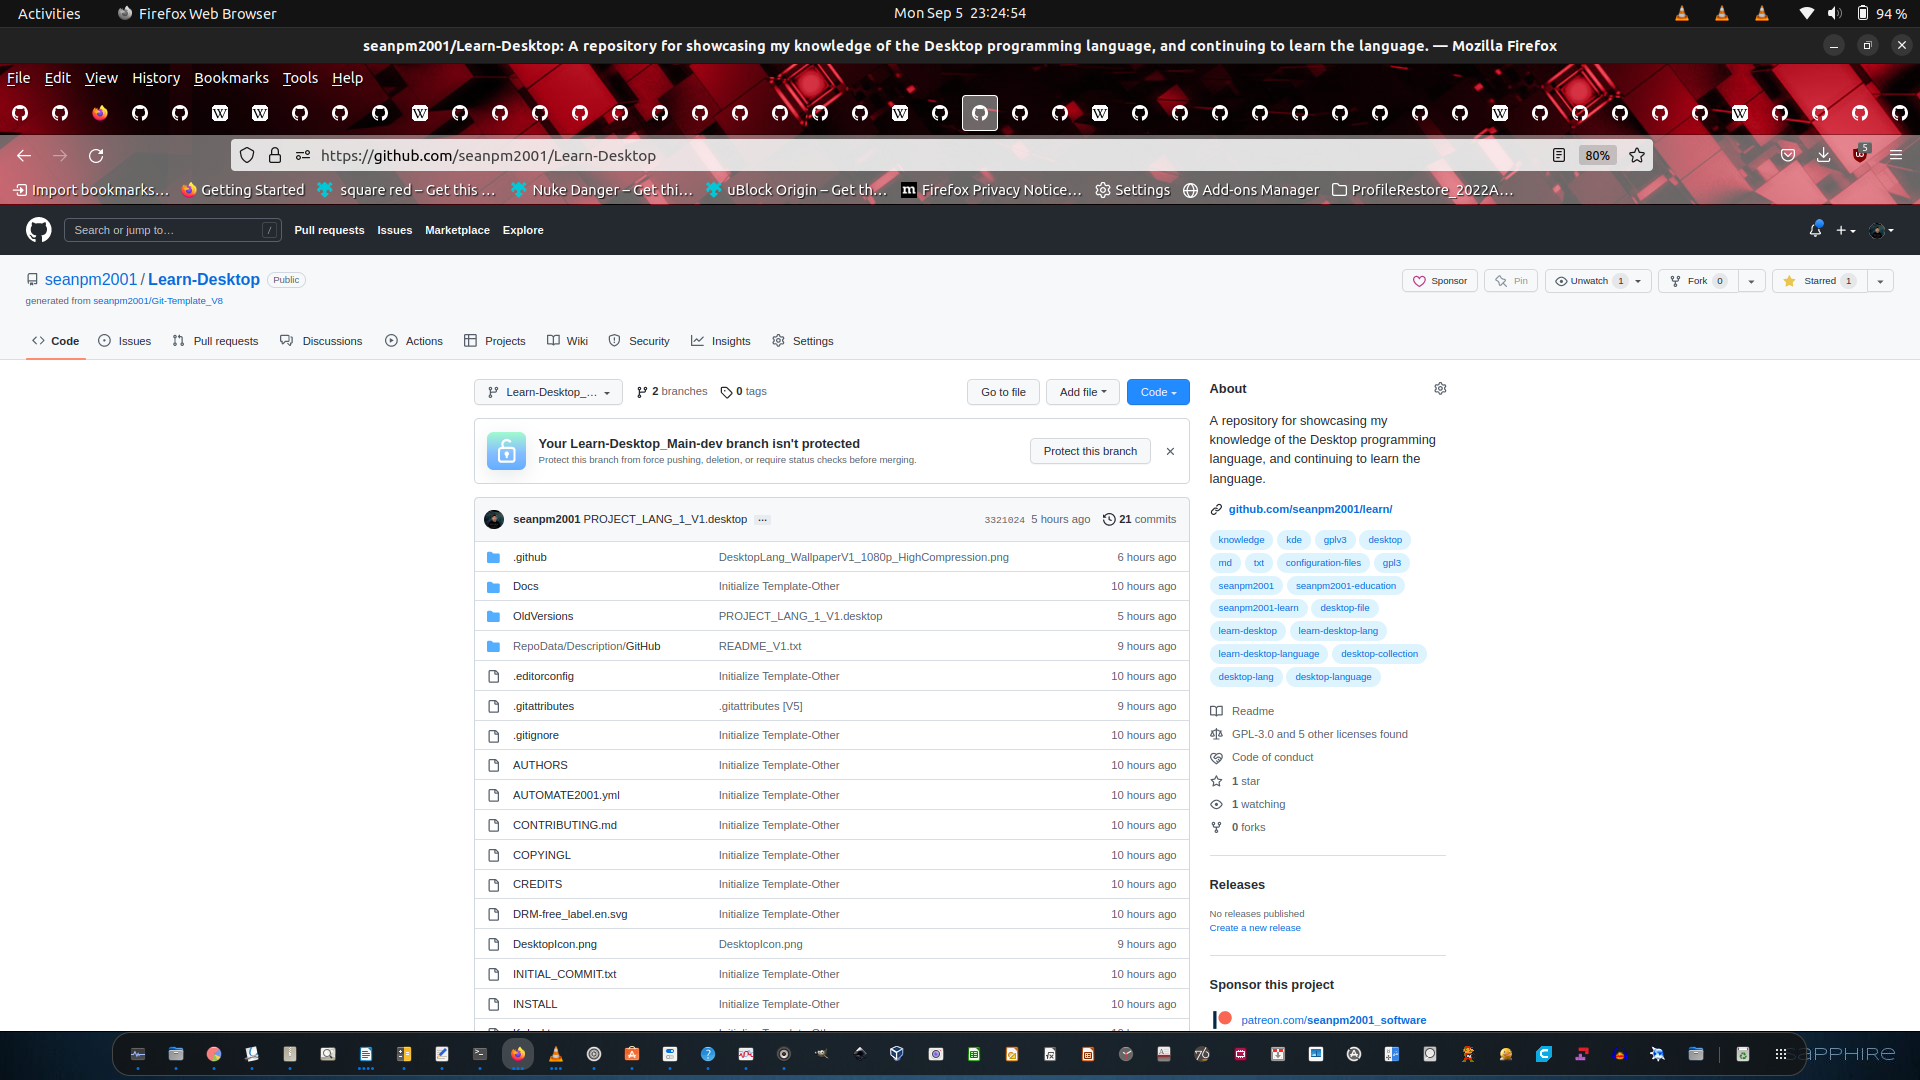 Activities
Firefox Web Browser
Mon Sep 5 23:24:54
94 %
seanpm2001/Learn-Desktop: A repository for showcasing my knowledge of the Desktop programming language, and continuing to learn the language. — Mozilla Firefox
File Edit View History Bookmarks Tools Help
https://github.com/seanpm2001/Learn-Desktop
80%
5
Import bookmarks…
Getting Started
square red – Get this …
Nuke Danger – Get thi…
uBlock Origin – Get th…
Firefox Privacy Notice…
Settings
Add-ons Manager
ProfileRestore_2022A…
Search or jump to…
/
Pull requests
Issues
Marketplace
Explore
seanpm2001 / Learn-Desktop
Public
generated from seanpm2001/Git-Template_V8
Sponsor
Pin
Unwatch 1
Fork 0
Starred 1
Code
Issues
Pull requests
Discussions
Actions
Projects
Wiki
Security
Insights
Settings
Learn-Desktop_…
2 branches
0 tags
Go to file
Add file
Code
Your Learn-Desktop_Main-dev branch isn't protected
Protect this branch from force pushing, deletion, or require status checks before merging.
Protect this branch
seanpm2001 PROJECT_LANG_1_V1.desktop … 3321024 5 hours ago 21 commits
.github DesktopLang_WallpaperV1_1080p_HighCompression.png 6 hours ago
Docs Initialize Template-Other 10 hours ago
OldVersions PROJECT_LANG_1_V1.desktop 5 hours ago
RepoData/Description/GitHub README_V1.txt 9 hours ago
.editorconfig Initialize Template-Other 10 hours ago
.gitattributes .gitattributes [V5] 9 hours ago
.gitignore Initialize Template-Other 10 hours ago
AUTHORS Initialize Template-Other 10 hours ago
AUTOMATE2001.yml Initialize Template-Other 10 hours ago
CONTRIBUTING.md Initialize Template-Other 10 hours ago
COPYINGL Initialize Template-Other 10 hours ago
CREDITS Initialize Template-Other 10 hours ago
DRM-free_label.en.svg Initialize Template-Other 10 hours ago
DesktopIcon.png DesktopIcon.png 9 hours ago
INITIAL_COMMIT.txt Initialize Template-Other 10 hours ago
INSTALL Initialize Template-Other 10 hours ago
About
A repository for showcasing my
knowledge of the Desktop programming
language, and continuing to learn the
language.
github.com/seanpm2001/learn/
knowledge kde gplv3 desktop
md txt configuration-files gpl3
seanpm2001 seanpm2001-education
seanpm2001-learn desktop-file
learn-desktop learn-desktop-lang
learn-desktop-language desktop-collection
desktop-lang desktop-language
Readme
GPL-3.0 and 5 other licenses found
Code of conduct
1 star
1 watching
0 forks
Releases
No releases published
Create a new release
Sponsor this project
patreon.com/seanpm2001_software
SAPPHIRE